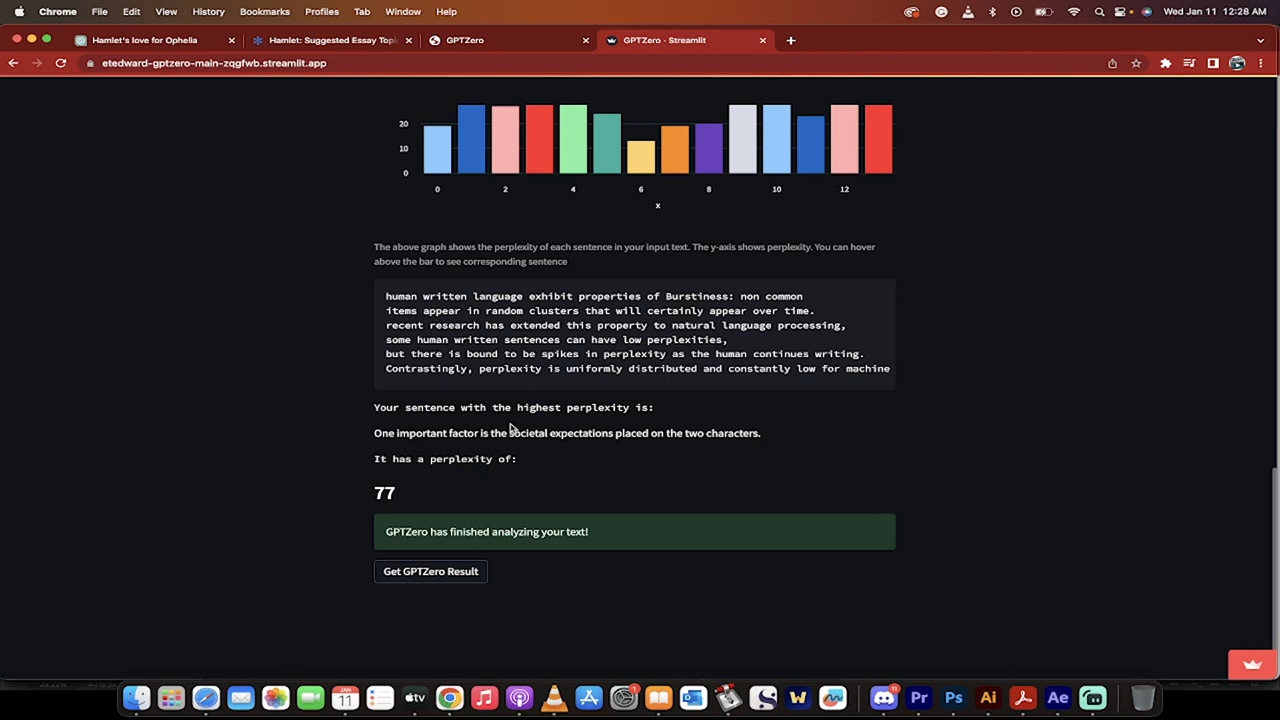 Chrome File Edit View History Bookmarks Profiles Tab Window Help Wed Jan 11 12:28 AM
Hamlet's love for Ophelia Hamlet: Suggested Essay Topic GPTZero GPTZero · Streamlit
etedward-gptzero-main-zqgfwb.streamlit.app
20
10
0
0 2 4 6 8 10 12
x
The above graph shows the perplexity of each sentence in your input text. The y-axis shows perplexity. You can hover
above the bar to see corresponding sentence
human written language exhibit properties of Burstiness: non common
items appear in random clusters that will certainly appear over time.
recent research has extended this property to natural language processing,
some human written sentences can have low perplexities,
but there is bound to be spikes in perplexity as the human continues writing.
Contrastingly, perplexity is uniformly distributed and constantly low for machine
Your sentence with the highest perplexity is:
One important factor is the societal expectations placed on the two characters.
It has a perplexity of:
77
GPTZero has finished analyzing your text!
Get GPTZero Result
JAN
11
tv
W
Pr Ps Ai Ae